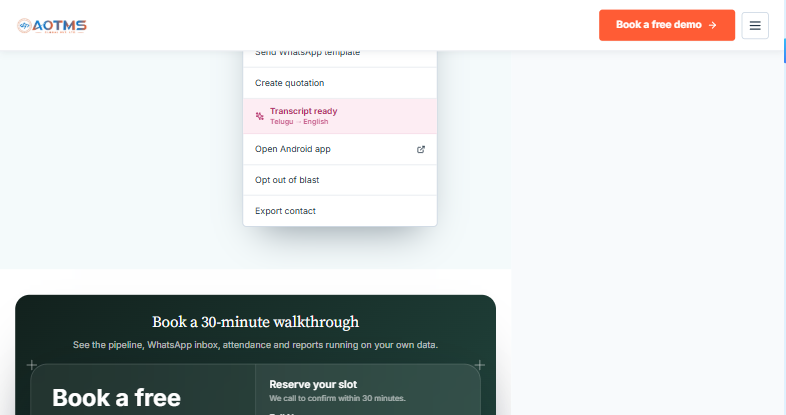 AOTMS
Book a free demo →
Send WhatsApp template
Create quotation
Transcript ready
Telugu → English
Open Android app
Opt out of blast
Export contact
Book a 30-minute walkthrough
See the pipeline, WhatsApp inbox, attendance and reports running on your own data.
Book a free
Reserve your slot
We call to confirm within 30 minutes.